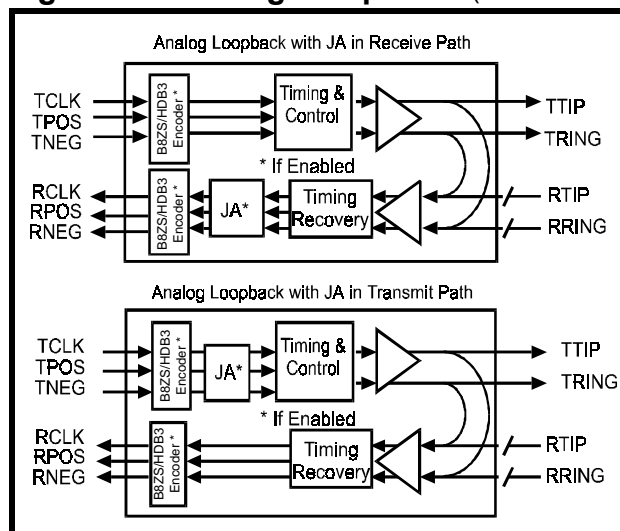 Analog Loopback with JA in Receive Path
TCLK
TPOS
TNEG
B8ZS/HDB3
Encoder *
Timing &
Control
TTIP
TRING
* If Enabled
RCLK
RPOS
RNEG
B8ZS/HDB3
Encoder *
JA*
Timing
Recovery
RTIP
RRING
Analog Loopback with JA in Transmit Path
TCLK
TPOS
TNEG
B8ZS/HDB3
Encoder *
JA*
Timing &
Control
TTIP
TRING
* If Enabled
RCLK
RPOS
RNEG
B8ZS/HDB3
Encoder *
Timing
Recovery
RTIP
RRING